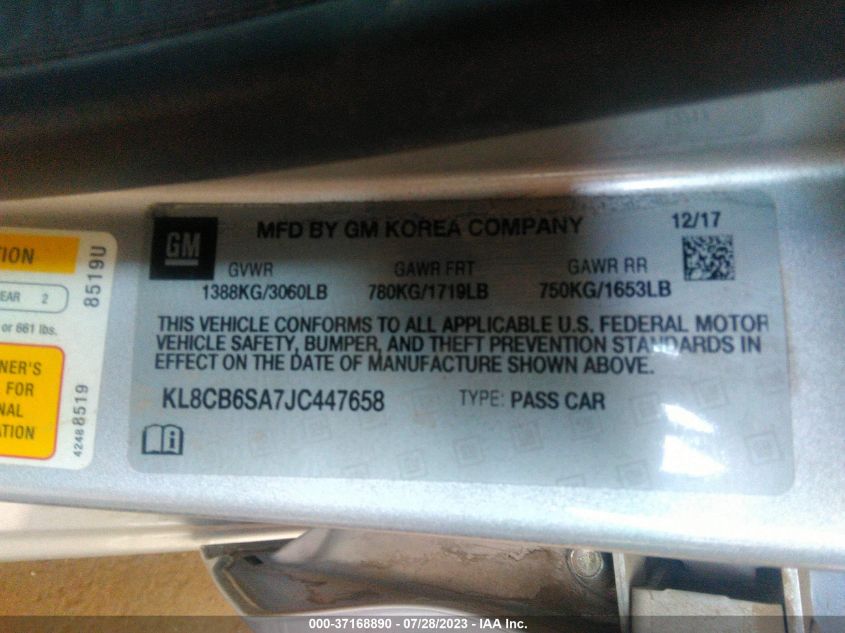 GM
MFD BY GM KOREA COMPANY
12/17
GVWR GAWR FRT GAWR RR
1388KG/3060LB 780KG/1719LB 750KG/1653LB
THIS VEHICLE CONFORMS TO ALL APPLICABLE U.S. FEDERAL MOTOR
VEHICLE SAFETY, BUMPER, AND THEFT PREVENTION STANDARDS IN
EFFECT ON THE DATE OF MANUFACTURE SHOWN ABOVE.
KL8CB6SA7JC447658 TYPE: PASS CAR
TION
EAR 2
or 661 lbs.
NER'S
FOR
NAL
ATION
8519U
42488519
000-37168890 - 07/28/2023 - IAA Inc.